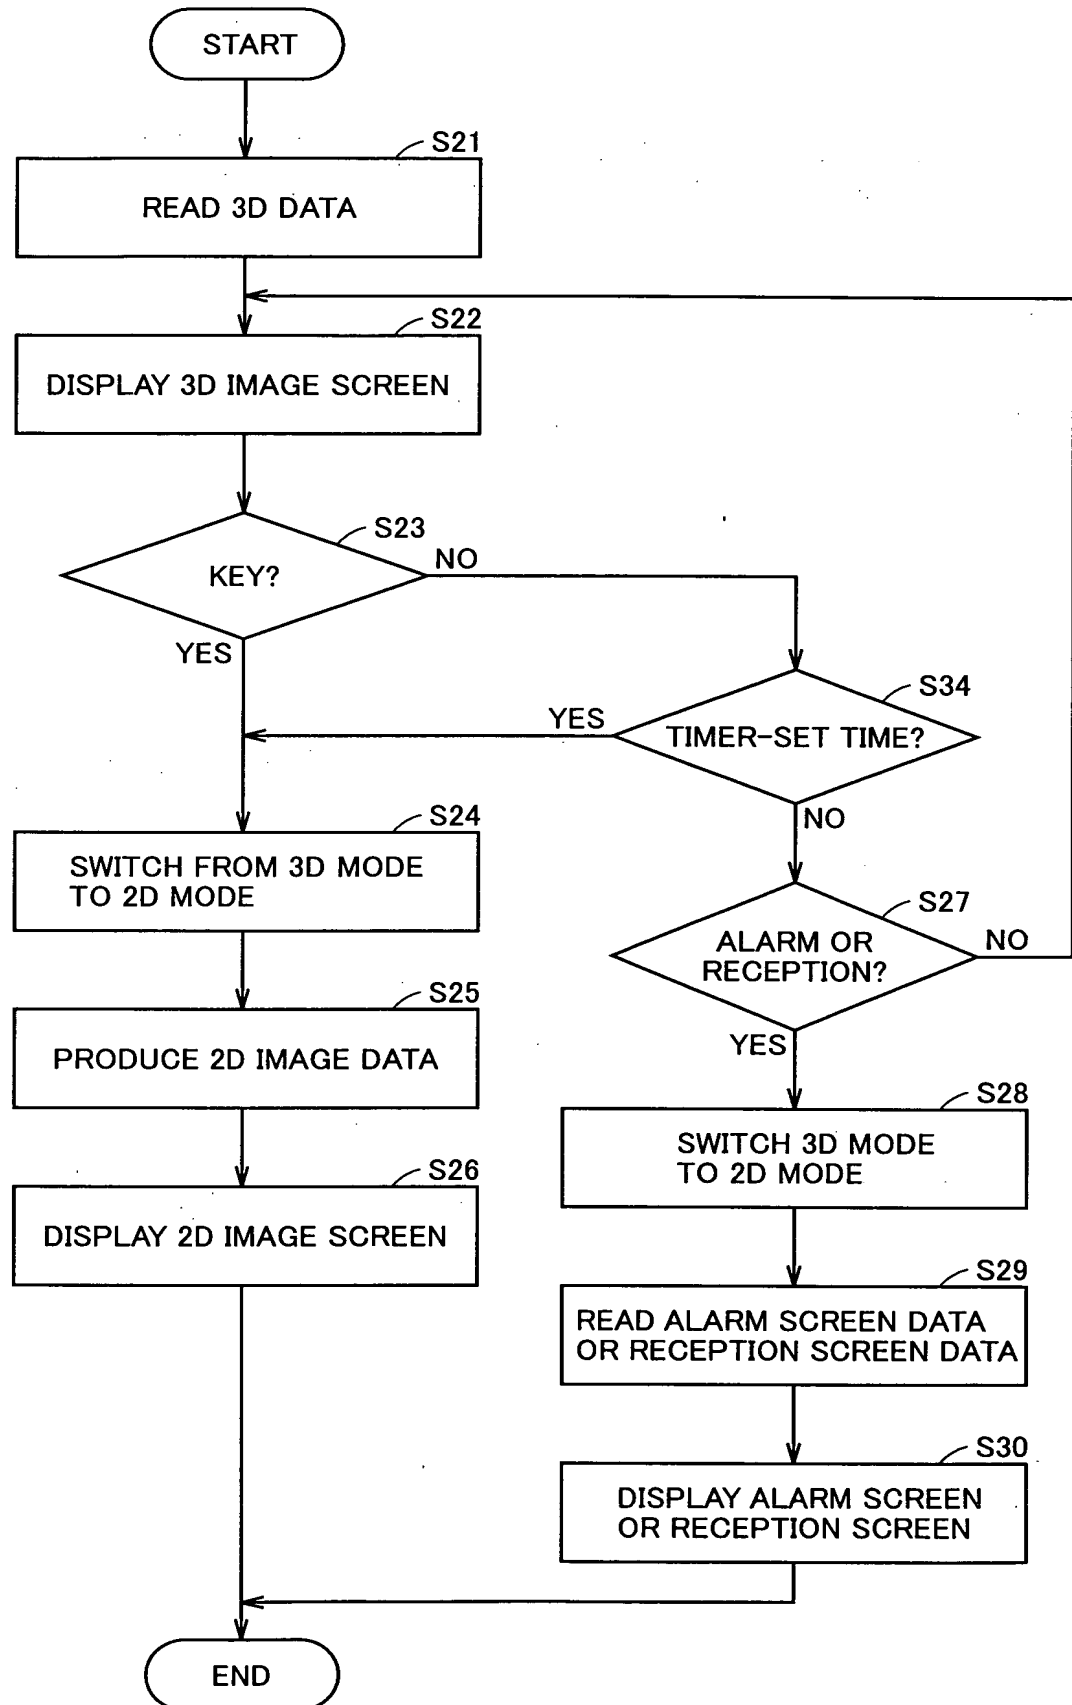 START
S21
READ 3D DATA
S22
DISPLAY 3D IMAGE SCREEN
S23
KEY?
NO
YES
S34
TIMER-SET TIME?
YES
NO
S24
SWITCH FROM 3D MODE
TO 2D MODE
S27
ALARM OR
RECEPTION?
NO
YES
S25
PRODUCE 2D IMAGE DATA
S28
SWITCH 3D MODE
TO 2D MODE
S26
DISPLAY 2D IMAGE SCREEN
S29
READ ALARM SCREEN DATA
OR RECEPTION SCREEN DATA
S30
DISPLAY ALARM SCREEN
OR RECEPTION SCREEN
END